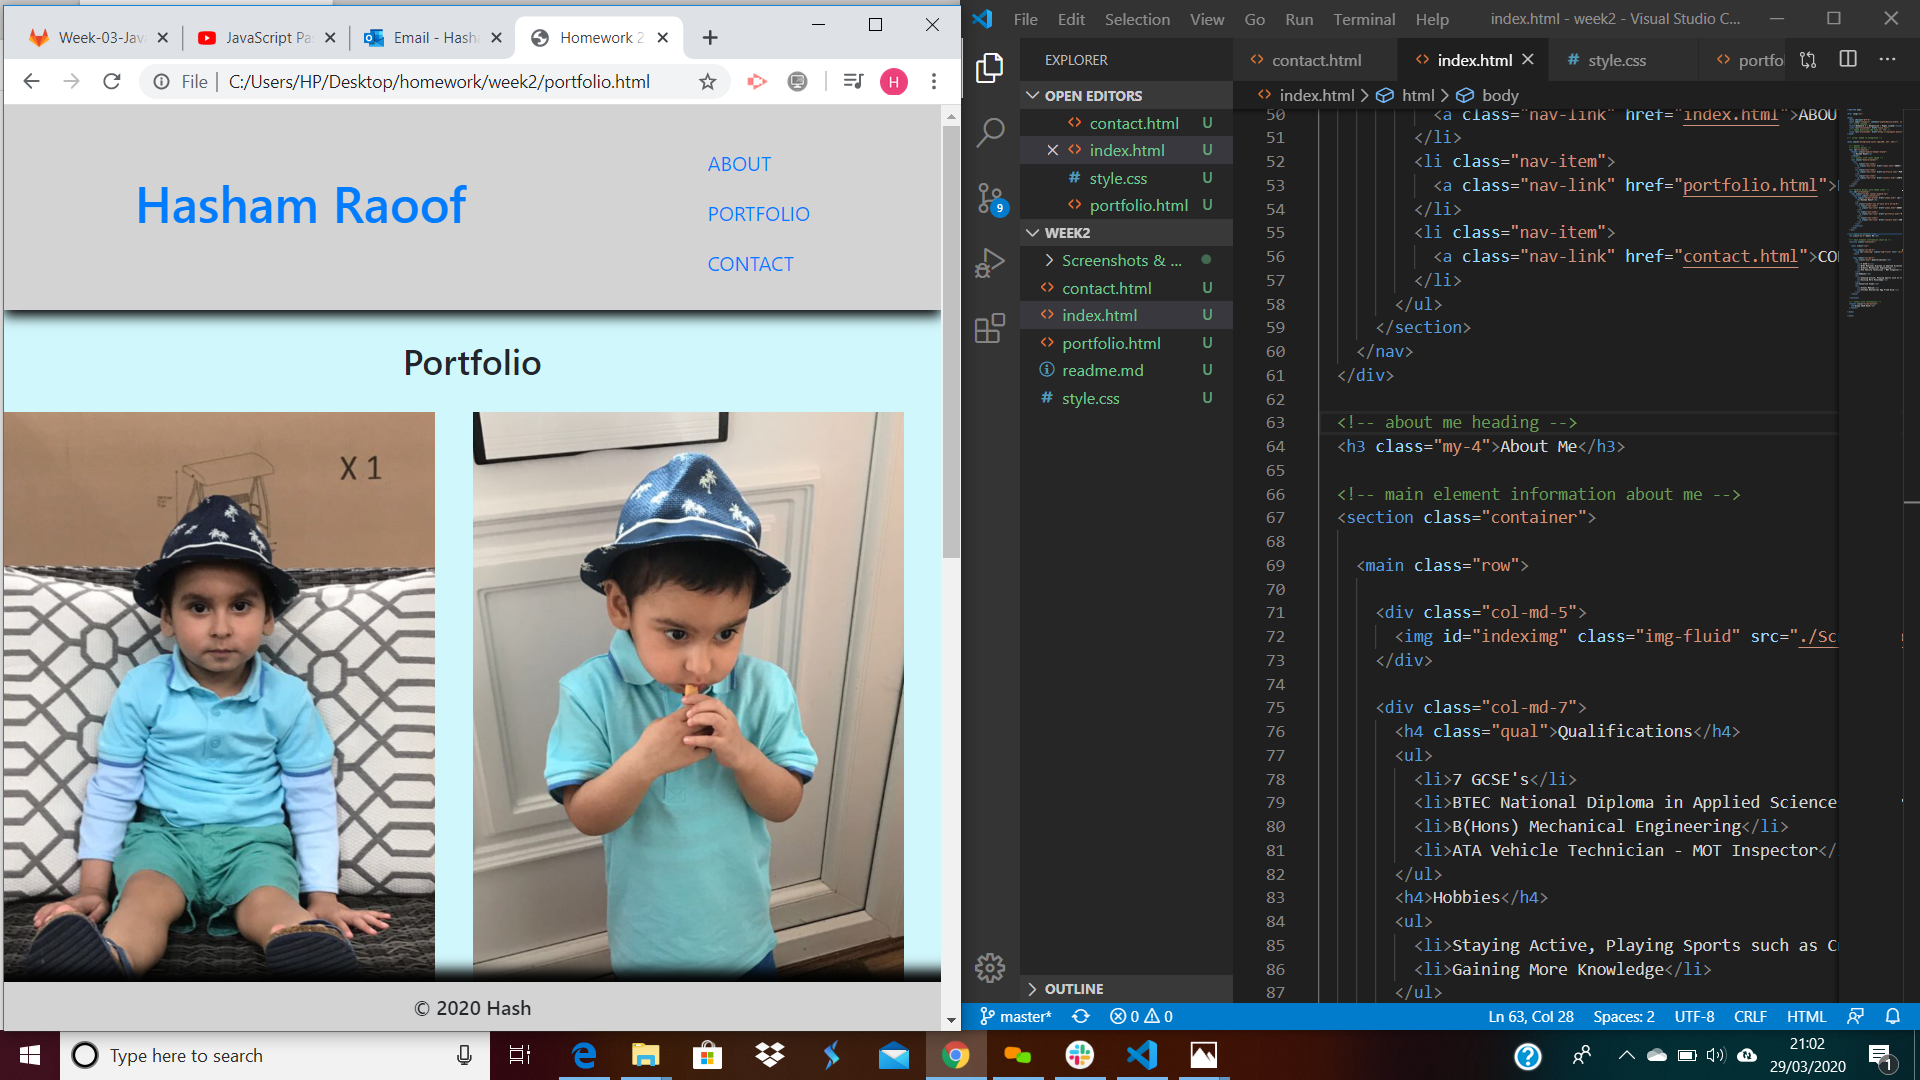 Week-03-Jav
JavaScript Pa
Email - Hash
Homework 2
File | C:/Users/HP/Desktop/homework/week2/portfolio.html
H
Hasham Raoof
ABOUT
PORTFOLIO
CONTACT
Portfolio
X 1
© 2020 Hash
File Edit Selection View Go Run Terminal Help index.html - week2 - Visual Studio C...
EXPLORER
contact.html index.html # style.css portfo
OPEN EDITORS
contact.html U
index.html U
# style.css U
portfolio.html U
9
WEEK2
Screenshots & ...
contact.html U
index.html U
portfolio.html U
readme.md U
# style.css U
OUTLINE
index.html > html > body
50 <a class="nav-link" href="index.html">ABOU
51 </li>
52 <li class="nav-item">
53 <a class="nav-link" href="portfolio.html">
54 </li>
55 <li class="nav-item">
56 <a class="nav-link" href="contact.html">CO
57 </li>
58 </ul>
59 </section>
60 </nav>
61 </div>
62
63 <!-- about me heading -->
64 <h3 class="my-4">About Me</h3>
65
66 <!-- main element information about me -->
67 <section class="container">
68
69 <main class="row">
70
71 <div class="col-md-5">
72 <img id="indeximg" class="img-fluid" src="./Sc
73 </div>
74
75 <div class="col-md-7">
76 <h4 class="qual">Qualifications</h4>
77 <ul>
78 <li>7 GCSE's</li>
79 <li>BTEC National Diploma in Applied Science
80 <li>B(Hons) Mechanical Engineering</li>
81 <li>ATA Vehicle Technician - MOT Inspector</
82 </ul>
83 <h4>Hobbies</h4>
84 <ul>
85 <li>Staying Active, Playing Sports such as C
86 <li>Gaining More Knowledge</li>
87 </ul>
master* 0 0 Ln 63, Col 28 Spaces: 2 UTF-8 CRLF HTML
Type here to search
21:02
29/03/2020
1